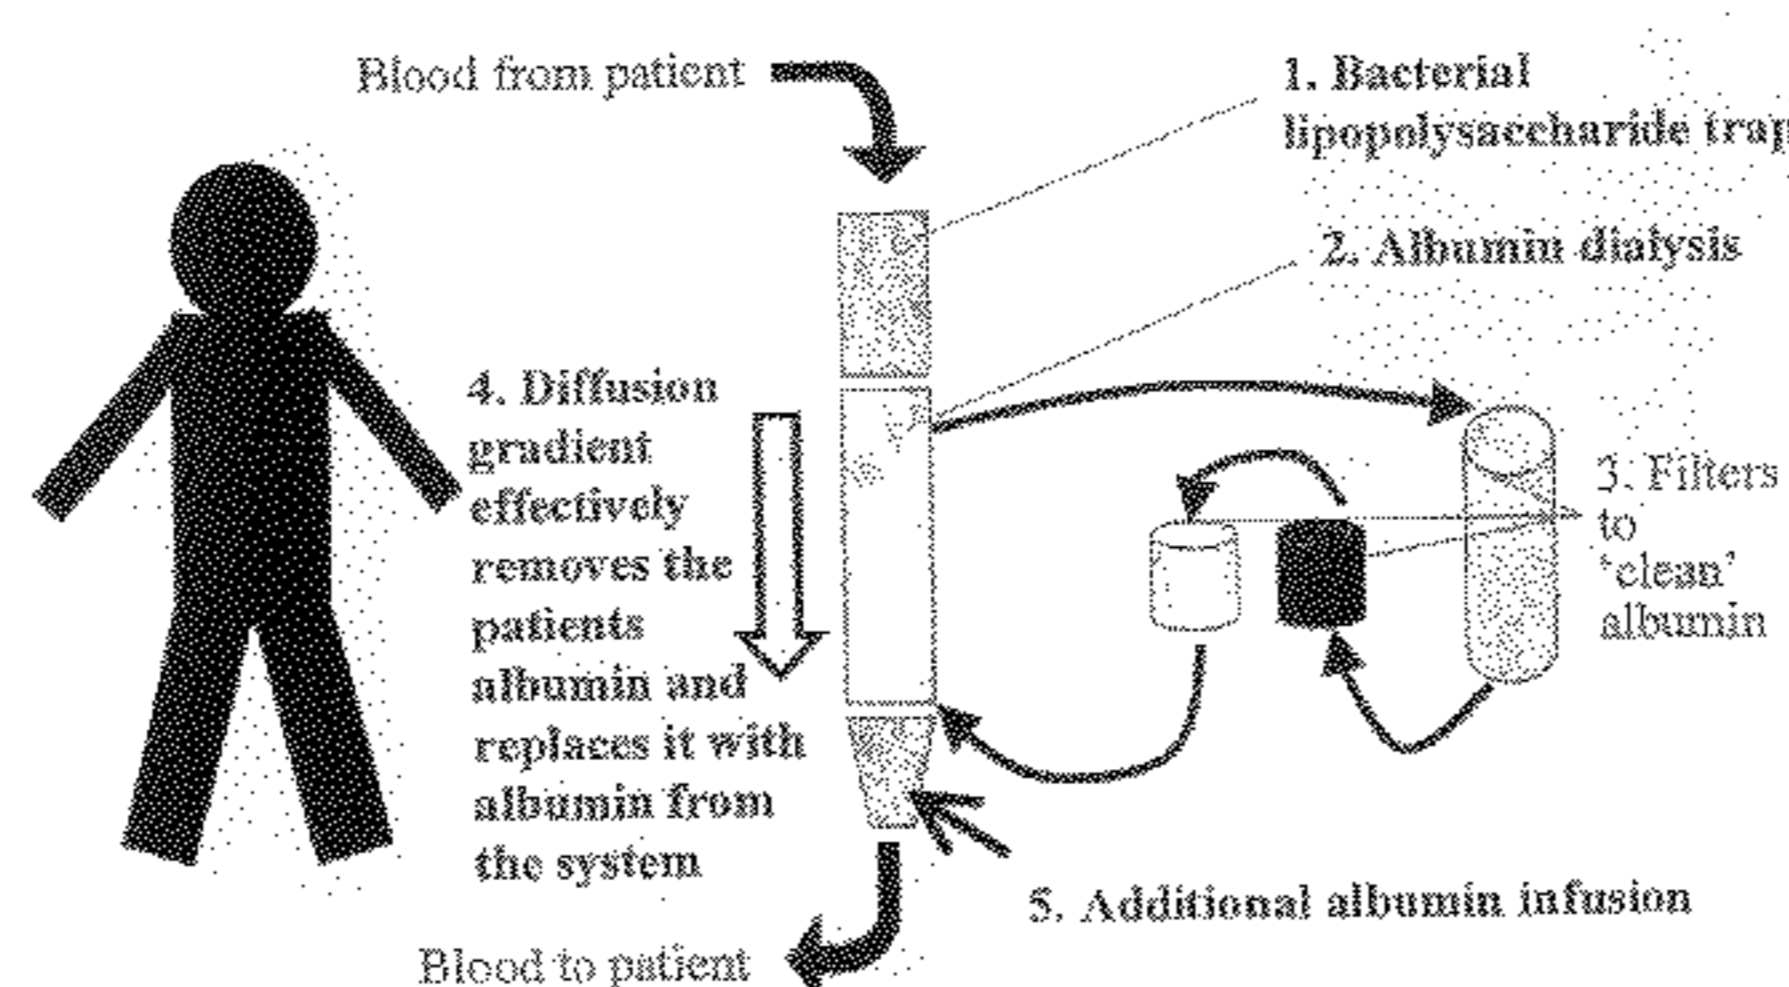 Blood from patient
1. Bacterial
lipopolysaccharide trap
2. Albumin dialysis
4. Diffusion
gradient
effectively
removes the
patients
albumin and
replaces it with
albumin from
the system
3. Filters
to
‘clean’
albumin
5. Additional albumin infusion
Blood to patient